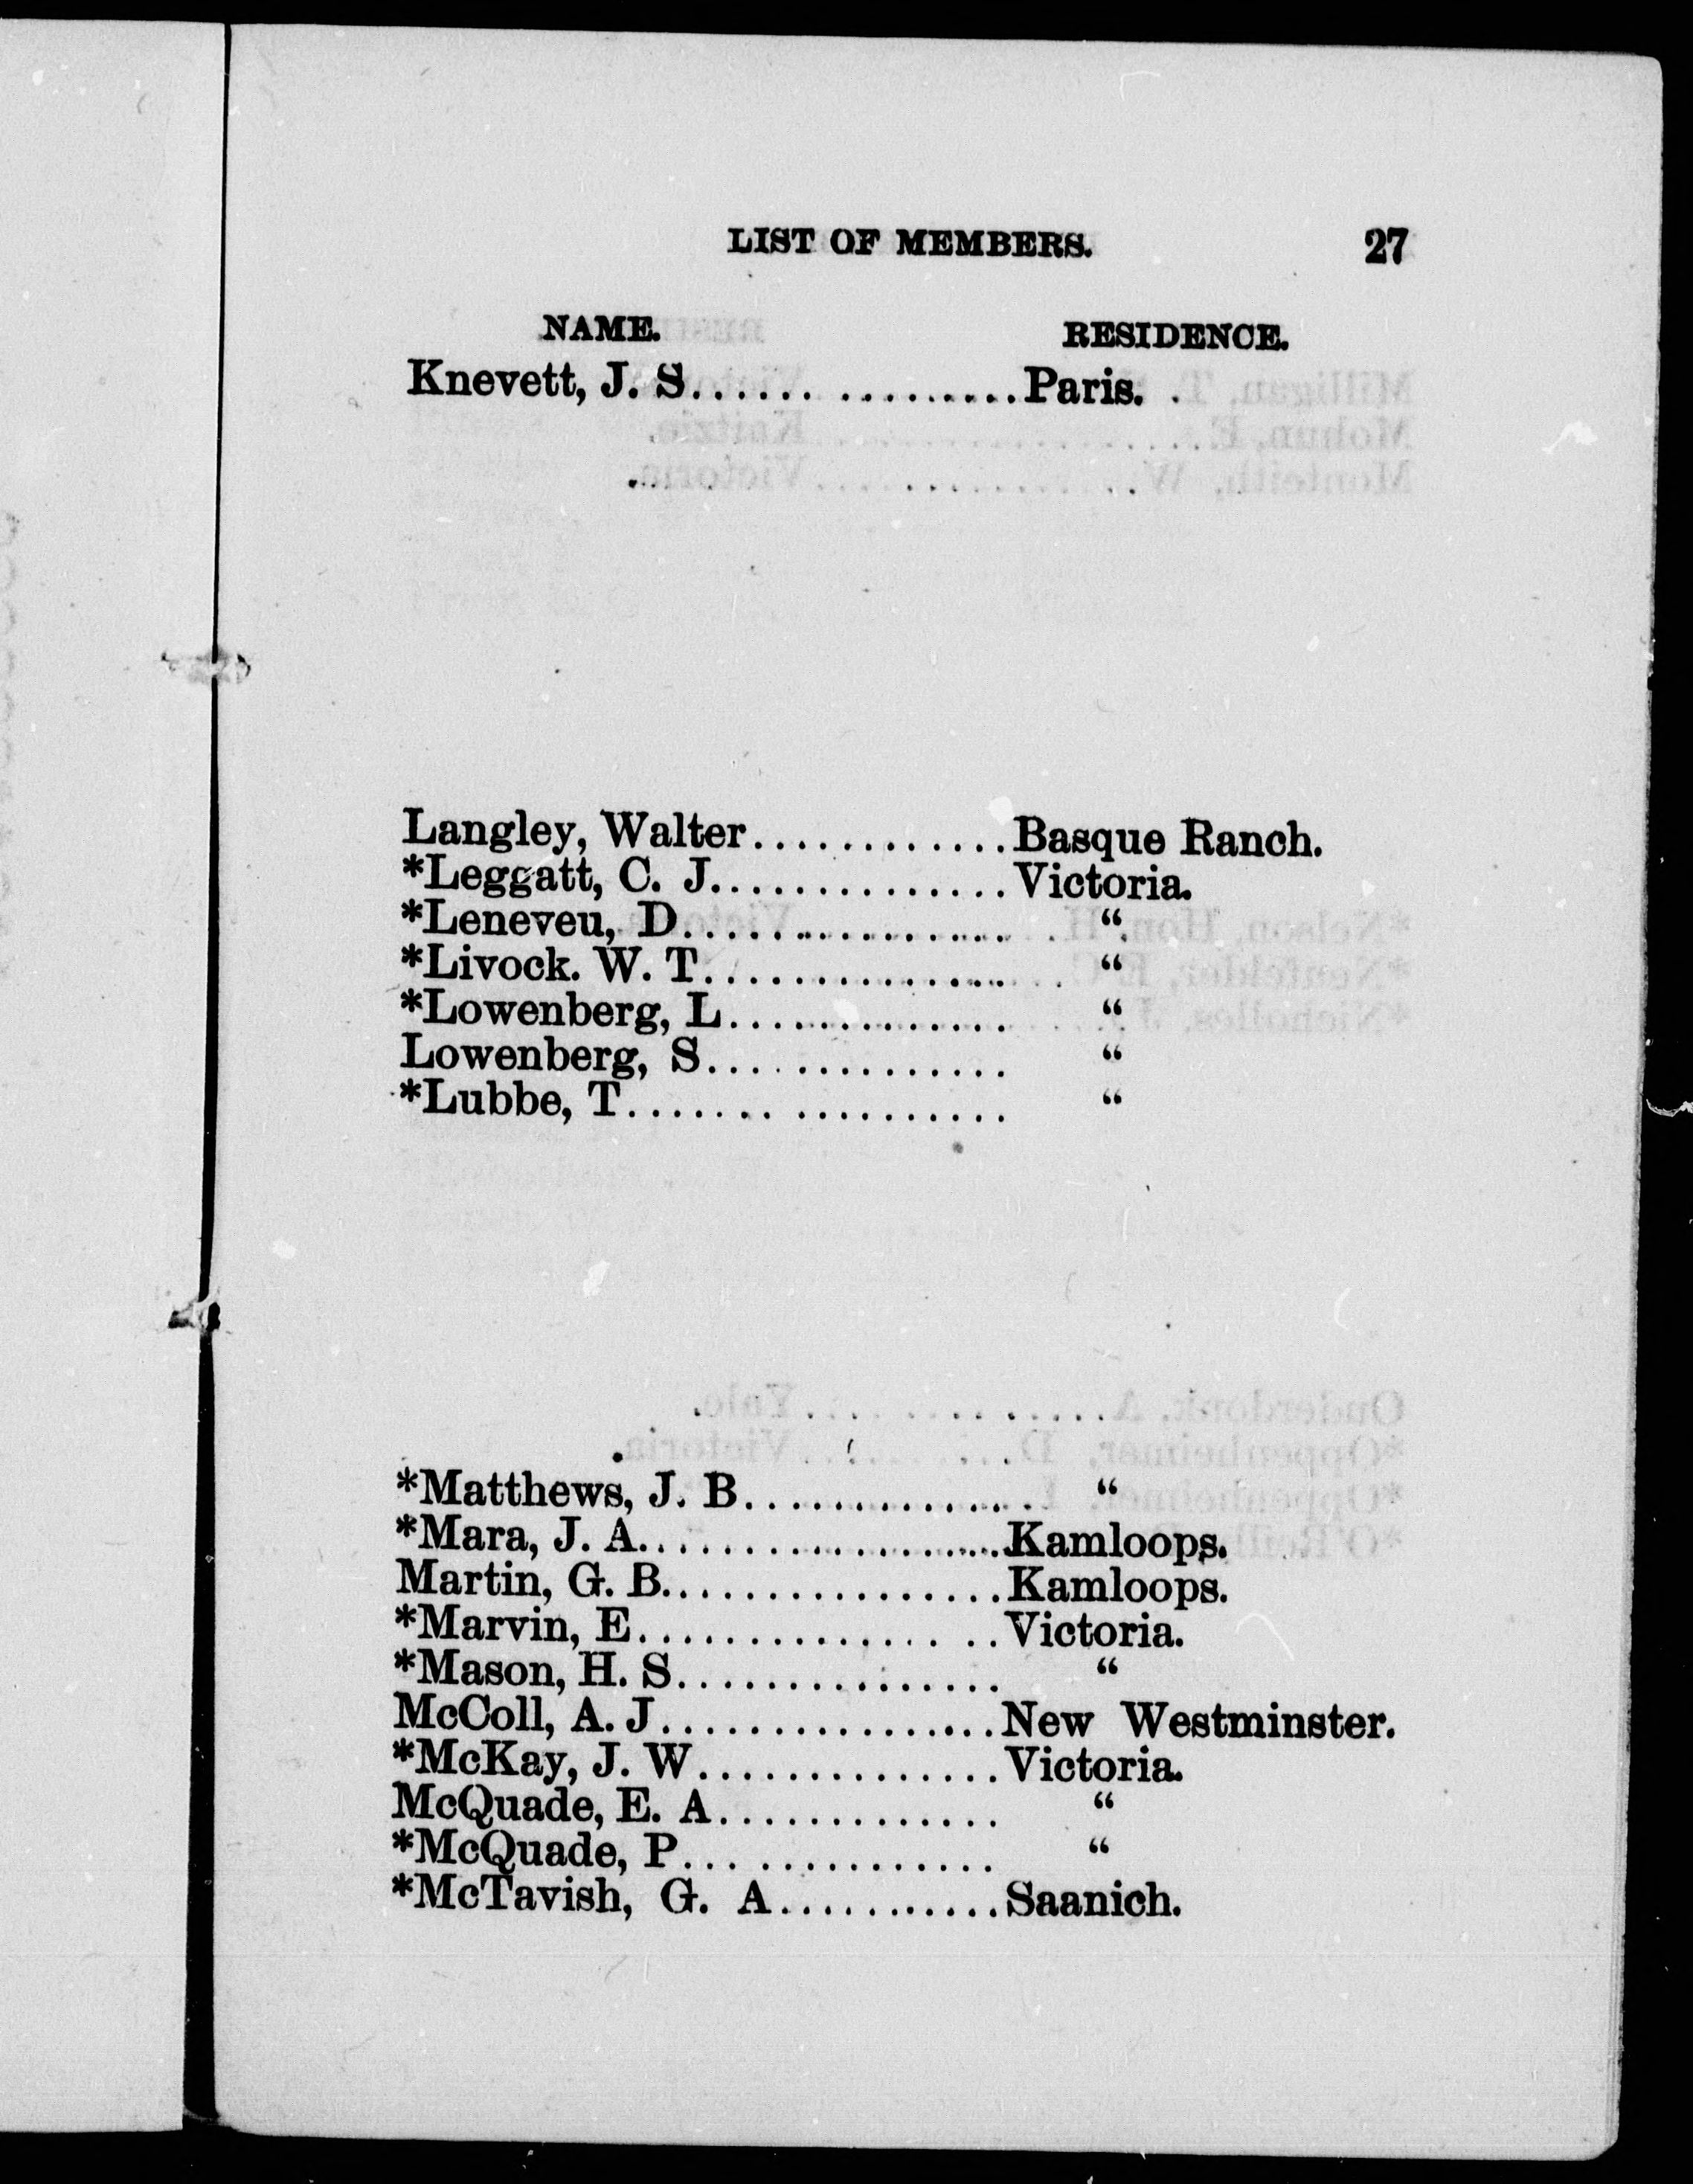 LIST OF MEMBERS. 27
NAME. RESIDENCE.
Knevett, J. S...... .........Paris.
Langley, Walter............Basque Ranch.
*Leggatt, C. J..............Victoria.
*Leneveu, D............... “
*Livock. W. T.............. “
*Lowenberg, L............. “
Lowenberg, S.............. “
*Lubbe, T....... .......... “
*Matthews, J. B.............. “
*Mara, J. A.................Kamloops.
Martin, G. B................Kamloops.
*Marvin, E.............. ..Victoria.
*Mason, H. S............... “
McColl, A. J................New Westminster.
*McKay, J. W..............Victoria.
McQuade, E. A............. “
*McQuade, P... ........... “
*McTavish, G. A...........Saanich.